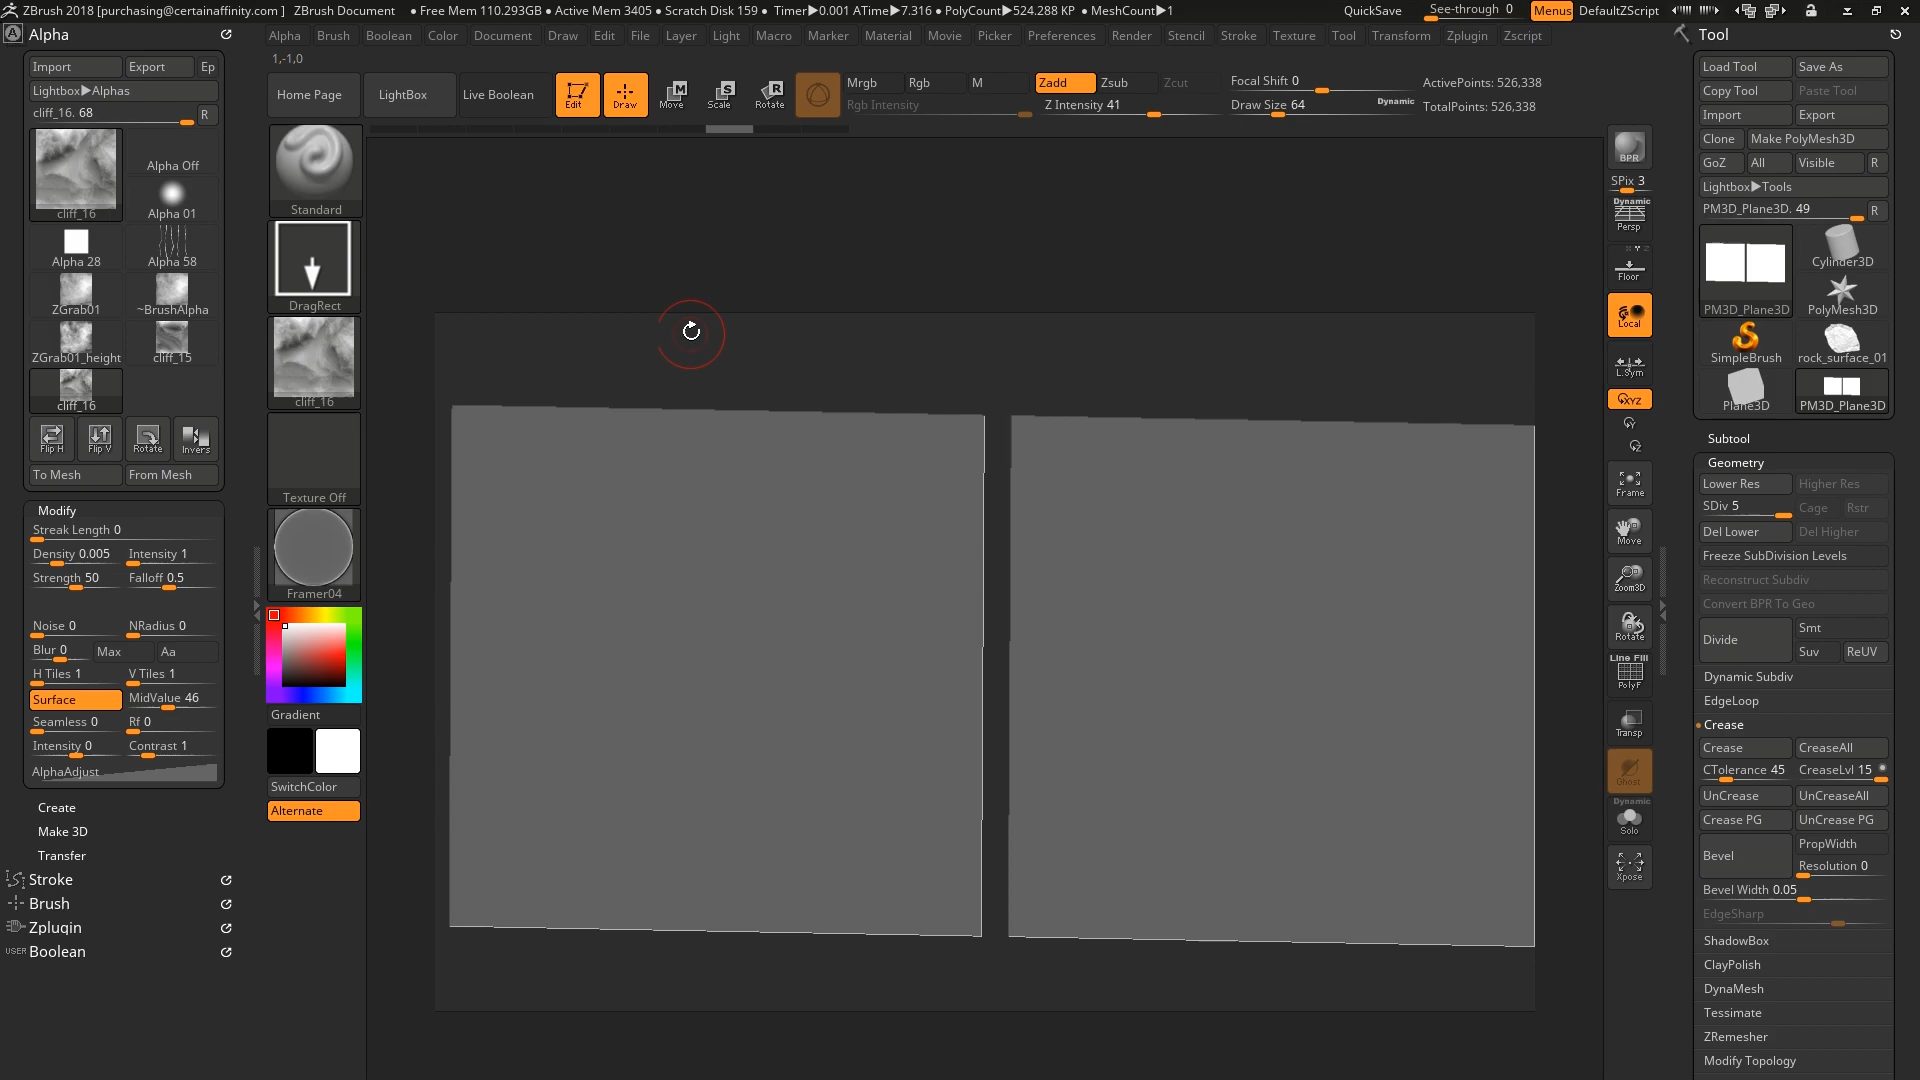 ZBrush 2018 [purchasing@certainaffinity.com ] ZBrush Document ● Free Mem 110.293GB ● Active Mem 3405 ● Scratch Disk 159 ● Timer▶0.001 ATime▶7.316 ● PolyCount▶524.288 KP ● MeshCount▶1 QuickSave See-through 0 Menus DefaultZScript
Alpha
Alpha Brush Boolean Color Document Draw Edit File Layer Light Macro Marker Material Movie Picker Preferences Render Stencil Stroke Texture Tool Transform Zplugin Zscript
Tool
1,-1,0
Import Export Ep
Lightbox▶Alphas
cliff_16. 68 R
Alpha Off
cliff_16
Alpha 01
Alpha 28
Alpha 58
ZGrab01
~BrushAlpha
ZGrab01_height
cliff_15
cliff_16
Flip H Flip V Rotate Invers
To Mesh From Mesh
Modify
Streak Length 0
Density 0.005 Intensity 1
Strength 50 Falloff 0.5
Noise 0 NRadius 0
Blur 0 Max Aa
H Tiles 1 V Tiles 1
Surface MidValue 46
Seamless 0 Rf 0
Intensity 0 Contrast 1
AlphaAdjust
Create
Make 3D
Transfer
Stroke
Brush
Zplugin
USER Boolean
Home Page LightBox Live Boolean Edit Draw Move Scale Rotate
Mrgb Rgb M Zadd Zsub Zcut
Rgb Intensity Z Intensity 41
Focal Shift 0
Draw Size 64 Dynamic
ActivePoints: 526,338
TotalPoints: 526,338
Standard
DragRect
cliff_16
Texture Off
Framer04
Gradient
SwitchColor
Alternate
BPR
SPix 3
Dynamic
Persp
Floor
Local
L.Sym
XYZ
Frame
Move
Zoom3D
Rotate
Line Fill
PolyF
Transp
Ghost
Dynamic
Solo
Xpose
Load Tool Save As
Copy Tool Paste Tool
Import Export
Clone Make PolyMesh3D
GoZ All Visible R
Lightbox▶Tools
PM3D_Plane3D. 49 R
PM3D_Plane3D
Cylinder3D
PolyMesh3D
SimpleBrush
rock_surface_01
Plane3D
PM3D_Plane3D
Subtool
Geometry
Lower Res Higher Res
SDiv 5 Cage Rstr
Del Lower Del Higher
Freeze SubDivision Levels
Reconstruct Subdiv
Convert BPR To Geo
Divide Smt
Suv ReUV
Dynamic Subdiv
EdgeLoop
Crease
Crease CreaseAll
CTolerance 45 CreaseLvl 15
UnCrease UnCreaseAll
Crease PG UnCrease PG
Bevel PropWidth
Resolution 0
Bevel Width 0.05
EdgeSharp
ShadowBox
ClayPolish
DynaMesh
Tessimate
ZRemesher
Modify Topology